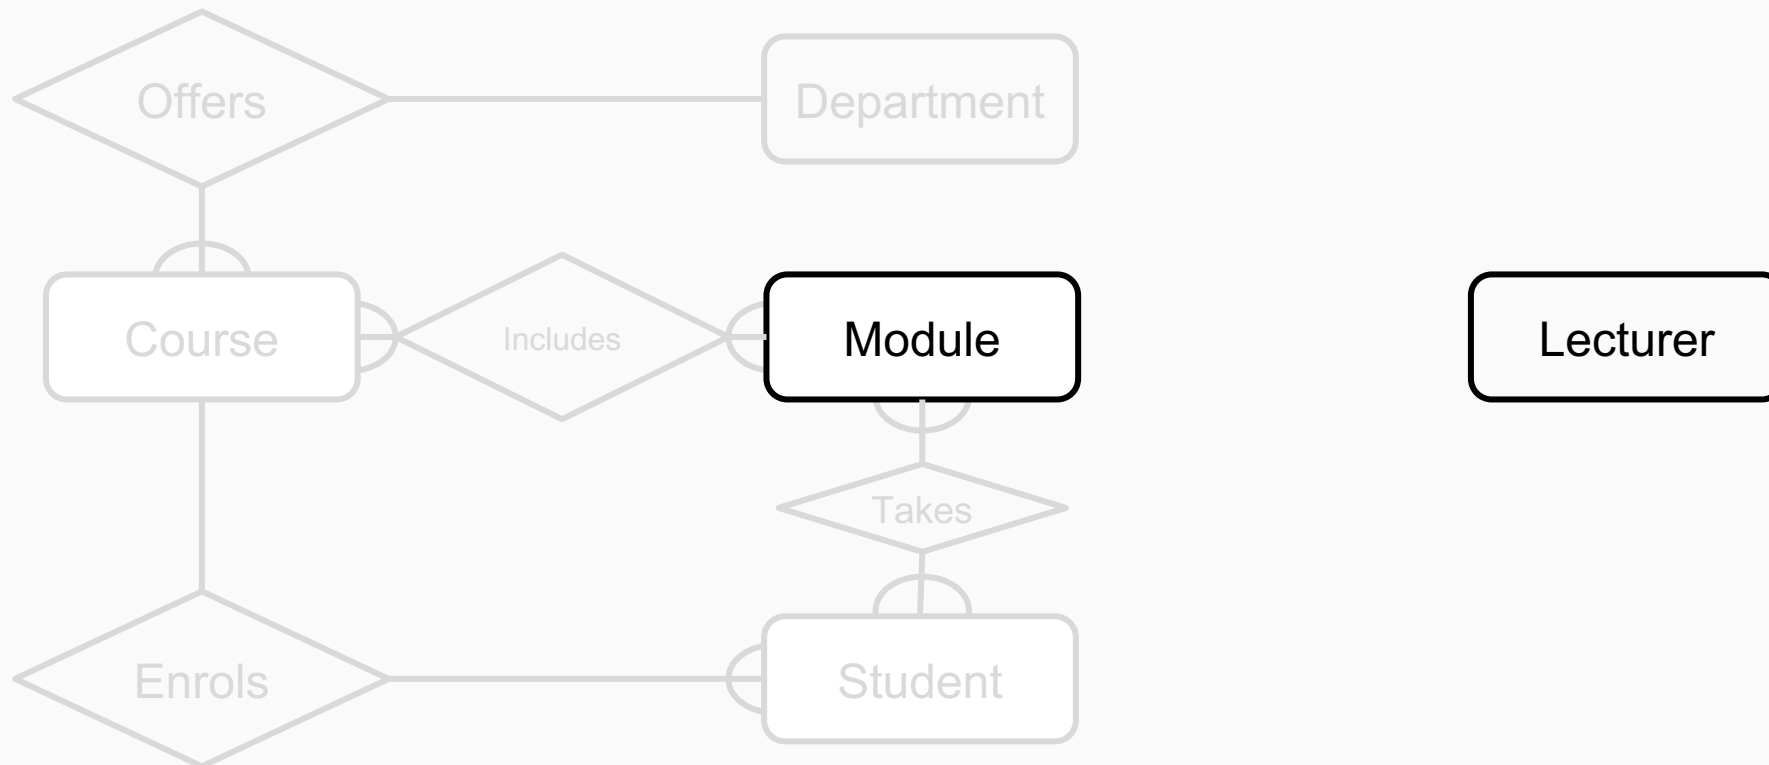 Offers
Department
Course
Includes
Module
Lecturer
Takes
Enrols
Student